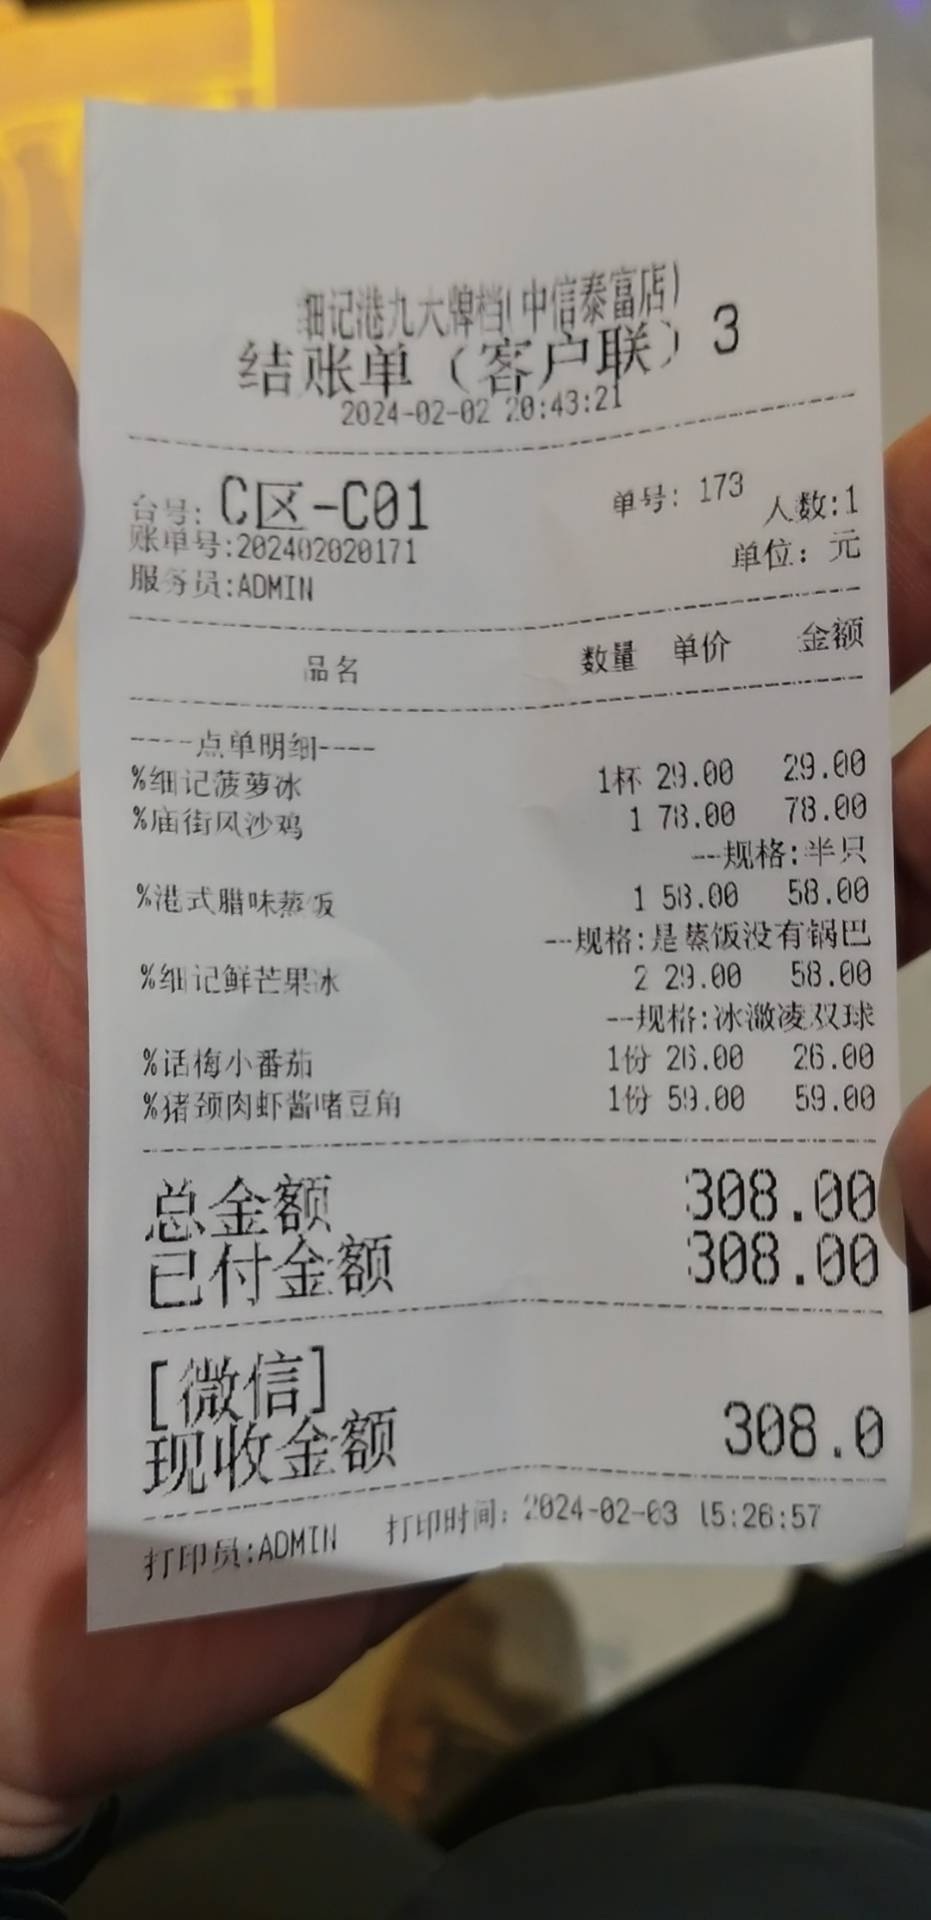 细记港九大牌档(中信泰富店)
结账单（客户联）3
2024-02-02 20:43:21
台号: C区-C01 单号: 173 人数:1
账单号:202402020171 单位: 元
服务员:ADMIN
品名 数量 单价 金额
----点单明细----
%细记菠萝冰 1杯 29.00 29.00
%庙街风沙鸡 1 78.00 78.00
--规格:半只
%港式腊味蒸饭 1 58.00 58.00
--规格:是蒸饭没有锅巴
%细记鲜芒果冰 2 29.00 58.00
--规格:冰激凌双球
%话梅小番茄 1份 26.00 26.00
%猪颈肉虾酱啫豆角 1份 59.00 59.00
总金额 308.00
已付金额 308.00
[微信]
现收金额 308.0
打印员:ADMIN 打印时间: 2024-02-03 15:26:57